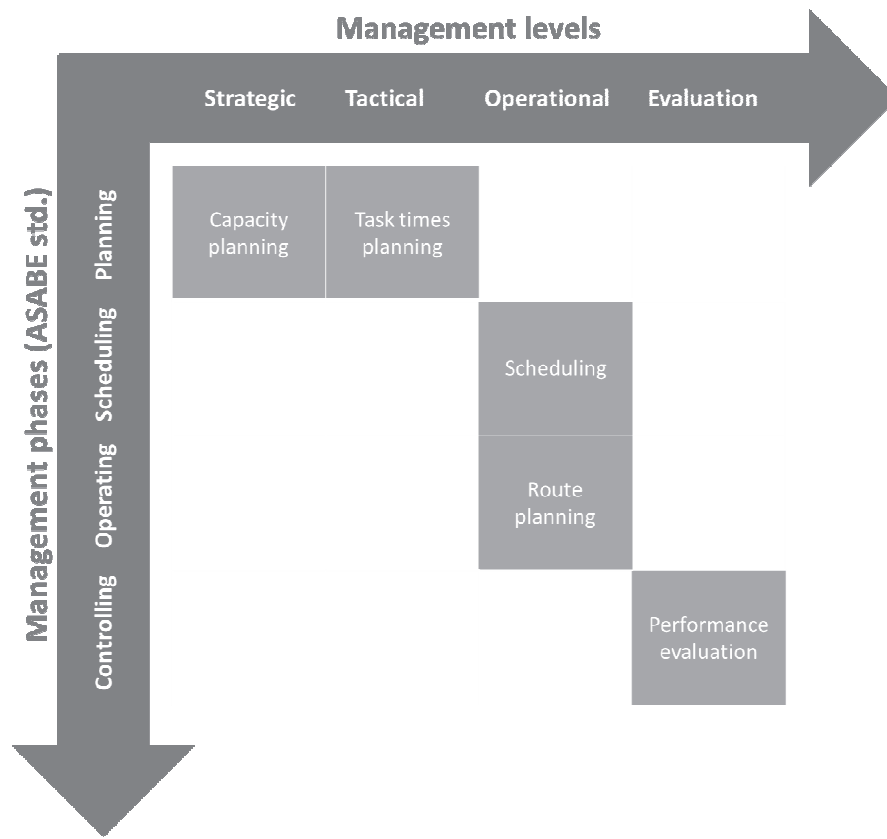 Management levels
Strategic Tactical Operational Evaluation
Management phases (ASABE std.)
Planning
Scheduling
Operating
Controlling
Capacity
planning
Task times
planning
Scheduling
Route
planning
Performance
evaluation